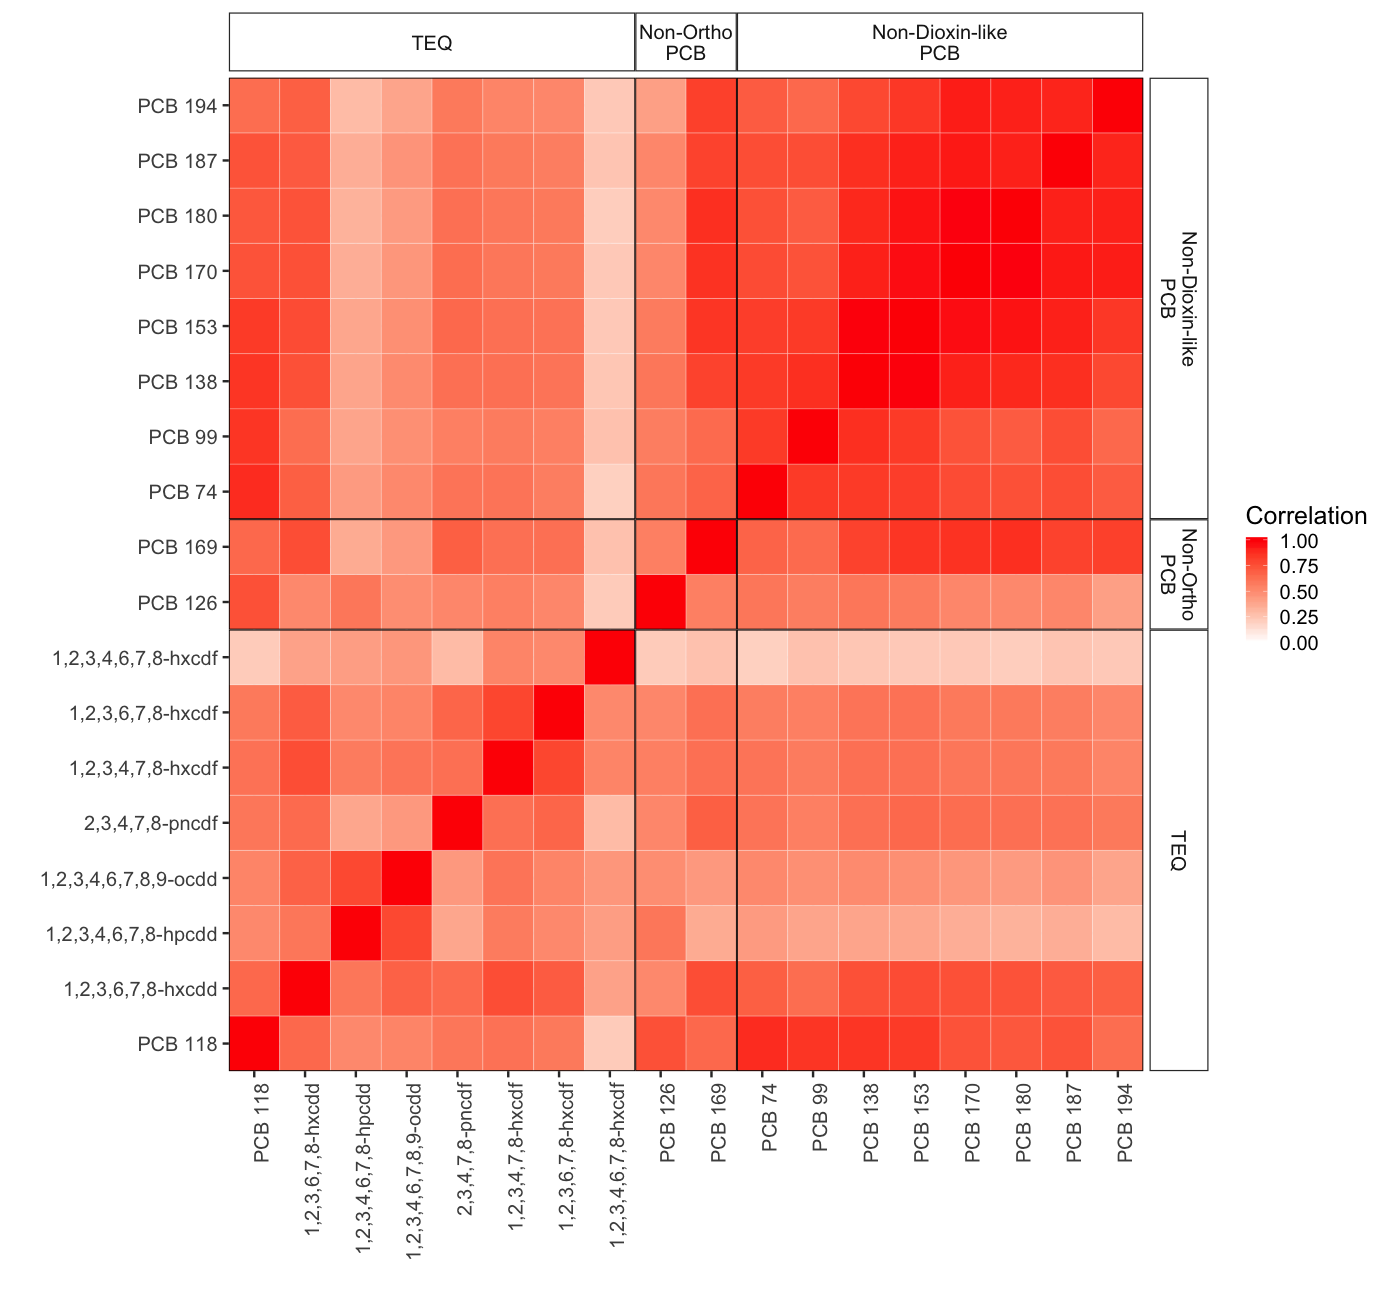 TEQ
Non-Ortho
PCB
Non-Dioxin-like
PCB
PCB 194
PCB 187
PCB 180
PCB 170
PCB 153
PCB 138
PCB 99
PCB 74
PCB 169
PCB 126
1,2,3,4,6,7,8-hxcdf
1,2,3,6,7,8-hxcdf
1,2,3,4,7,8-hxcdf
2,3,4,7,8-pncdf
1,2,3,4,6,7,8,9-ocdd
1,2,3,4,6,7,8-hpcdd
1,2,3,6,7,8-hxcdd
PCB 118
Non-Dioxin-like
PCB
Non-Ortho
PCB
TEQ
Correlation
1.00
0.75
0.50
0.25
0.00
PCB 118
1,2,3,6,7,8-hxcdd
1,2,3,4,6,7,8-hpcdd
1,2,3,4,6,7,8,9-ocdd
2,3,4,7,8-pncdf
1,2,3,4,7,8-hxcdf
1,2,3,6,7,8-hxcdf
1,2,3,4,6,7,8-hxcdf
PCB 126
PCB 169
PCB 74
PCB 99
PCB 138
PCB 153
PCB 170
PCB 180
PCB 187
PCB 194